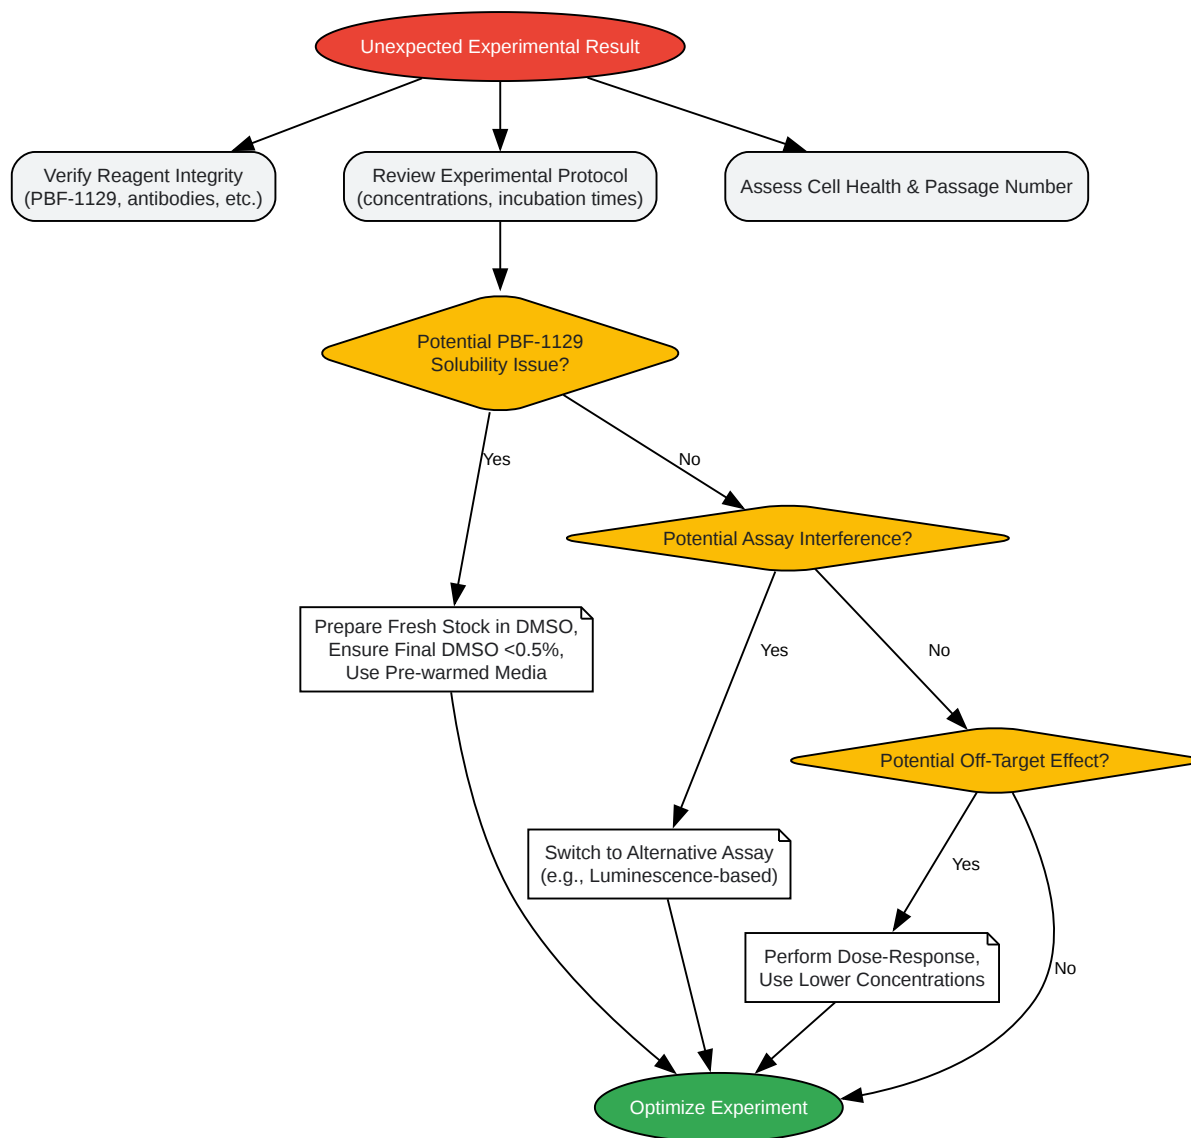 Unexpected Experimental Result
Verify Reagent Integrity
(PBF-1129, antibodies, etc.)
Review Experimental Protocol
(concentrations, incubation times)
Assess Cell Health & Passage Number
Potential PBF-1129
Solubility Issue?
Yes
No
Potential Assay Interference?
Prepare Fresh Stock in DMSO,
Ensure Final DMSO <0.5%,
Use Pre-warmed Media
Yes
No
Potential Off-Target Effect?
Switch to Alternative Assay
(e.g., Luminescence-based)
Yes
Perform Dose-Response,
Use Lower Concentrations
No
Optimize Experiment